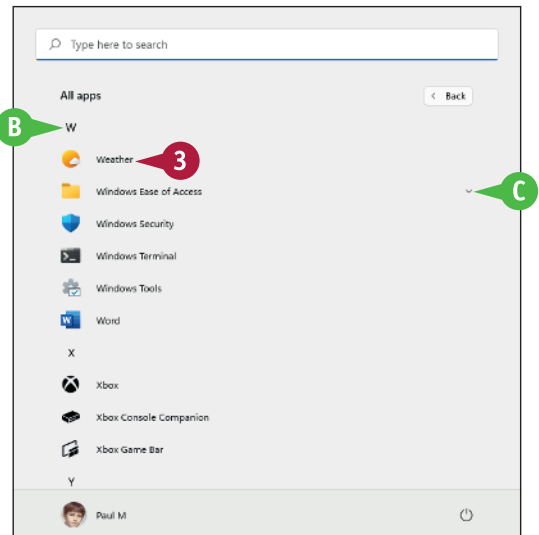 Type here to search
All apps
< Back
B
W
Weather
3
Windows Ease of Access
C
Windows Security
Windows Terminal
Windows Tools
W
Word
X
Xbox
Xbox Console Companion
Xbox Game Bar
Y
Paul M